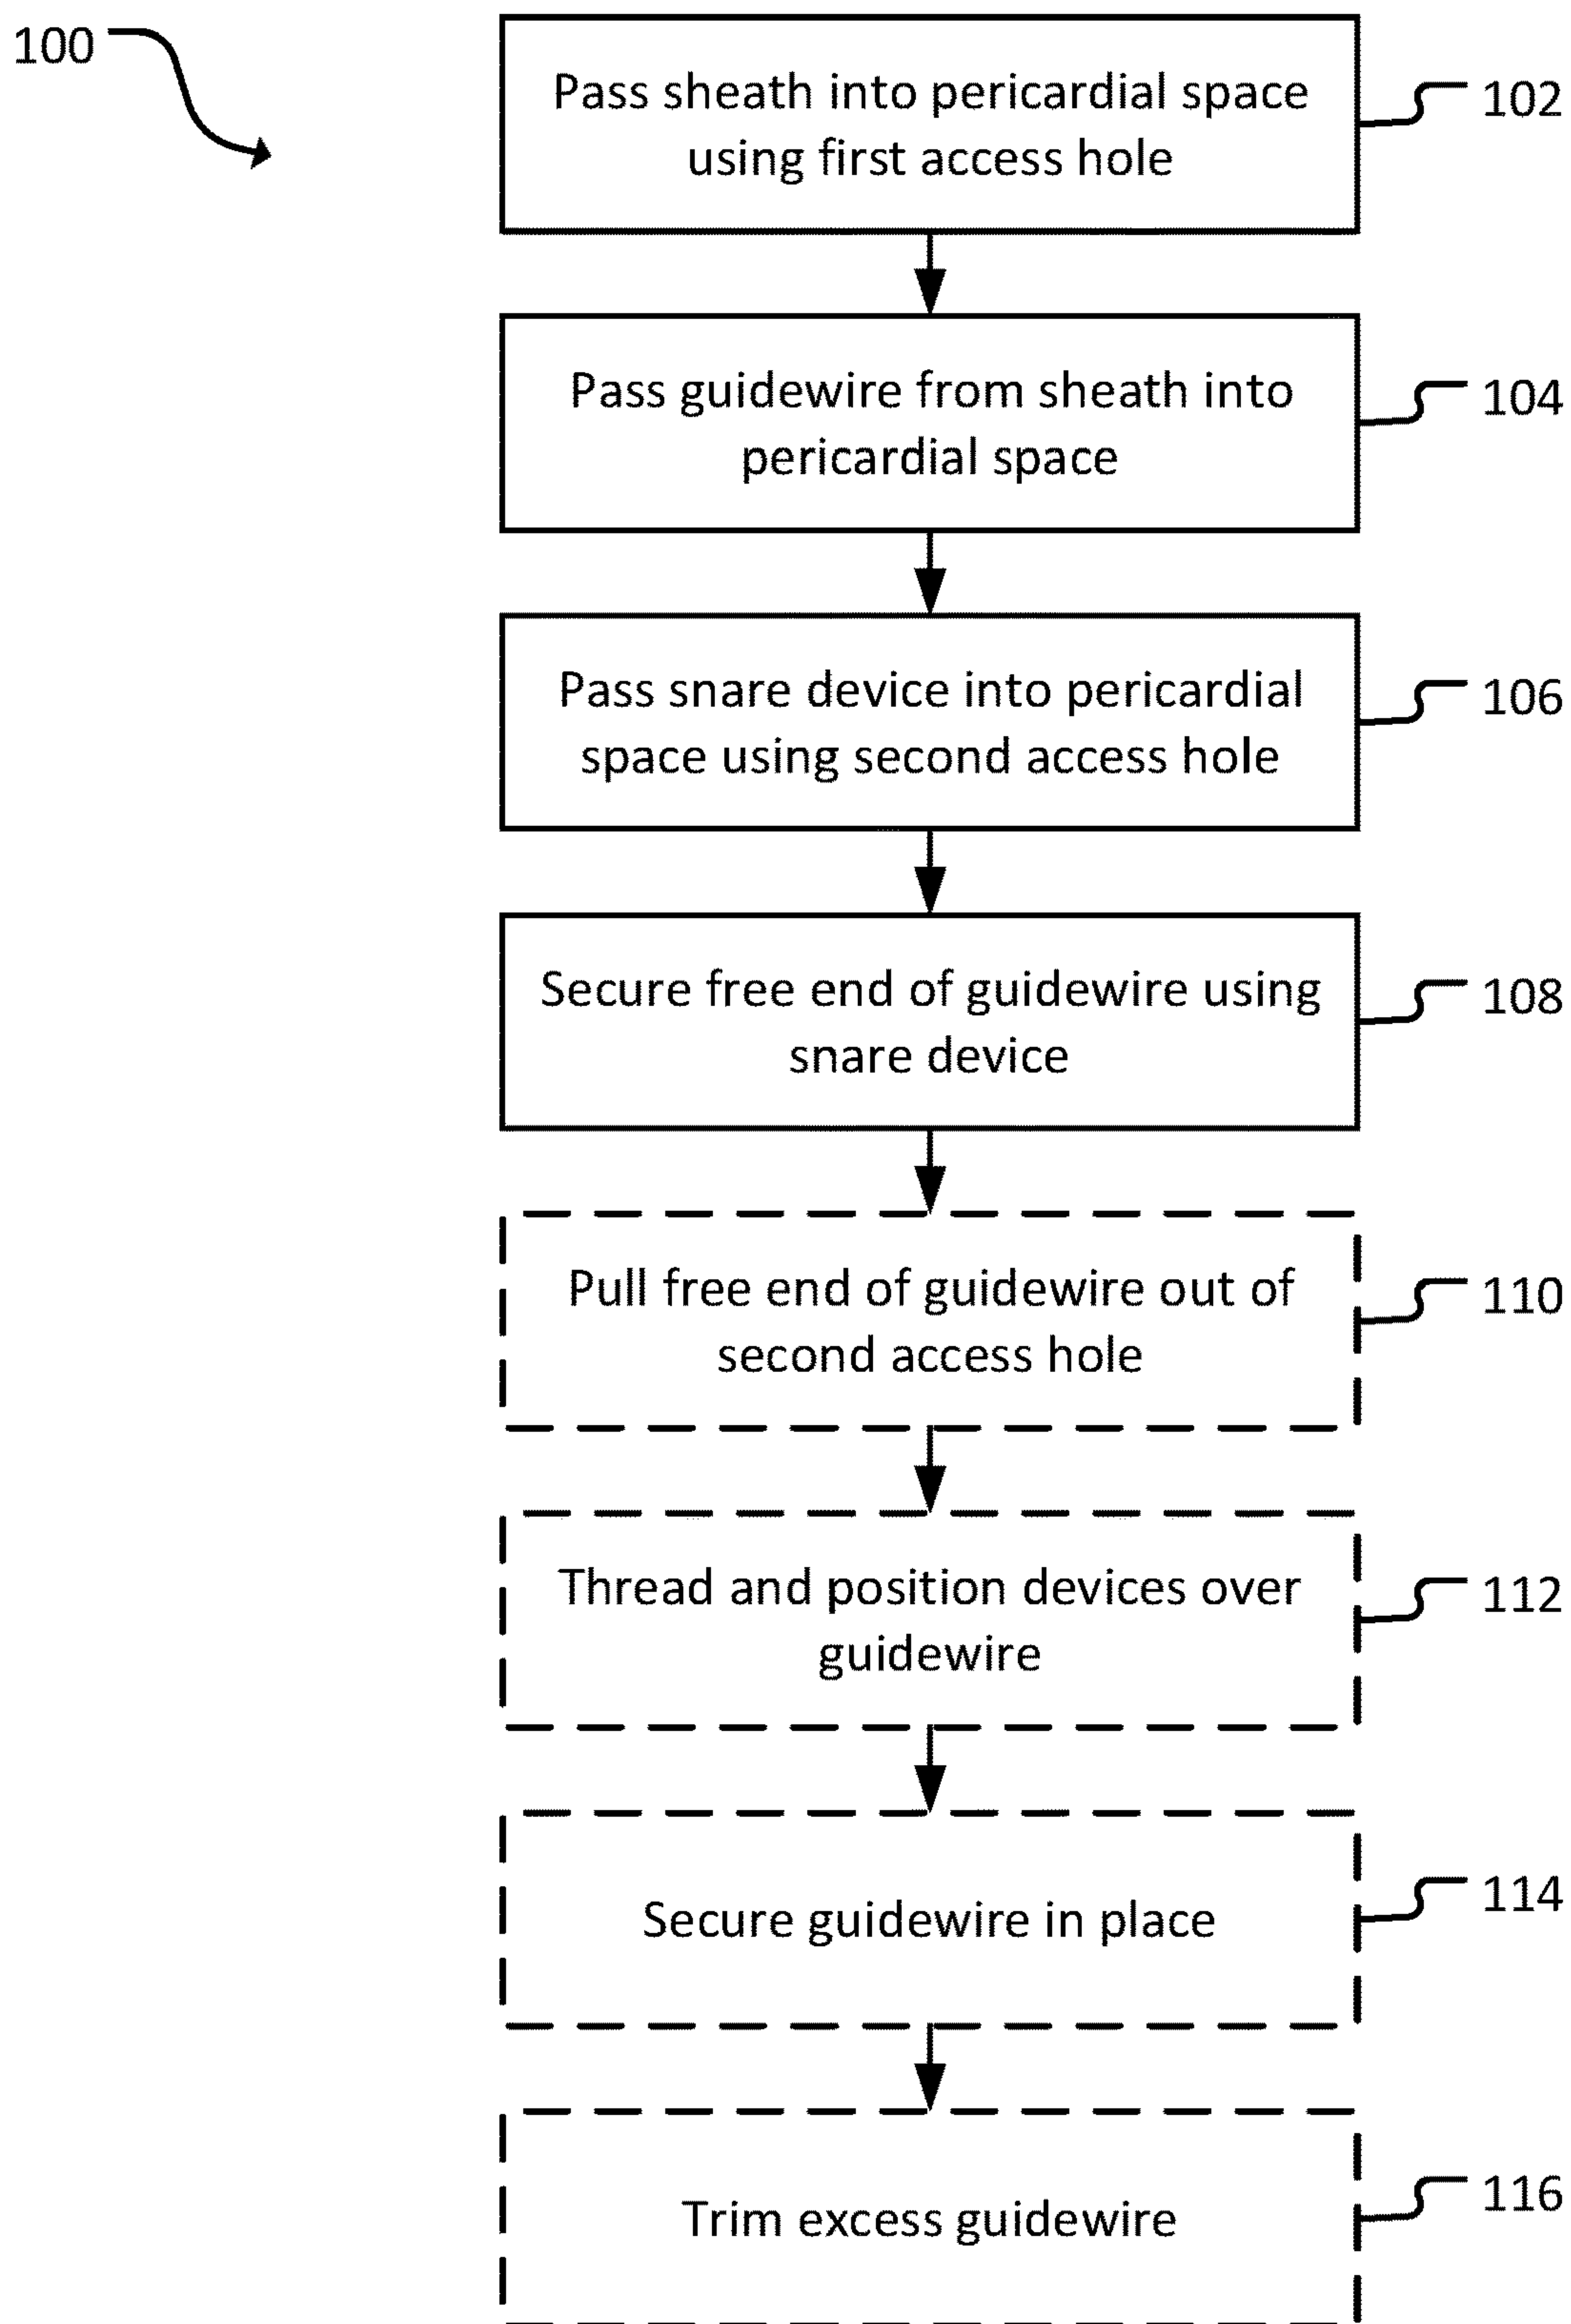 100
Pass sheath into pericardial space
using first access hole
102
Pass guidewire from sheath into
pericardial space
104
Pass snare device into pericardial
space using second access hole
106
Secure free end of guidewire using
snare device
108
Pull free end of guidewire out of
second access hole
110
Thread and position devices over
guidewire
112
Secure guidewire in place
114
Trim excess guidewire
116